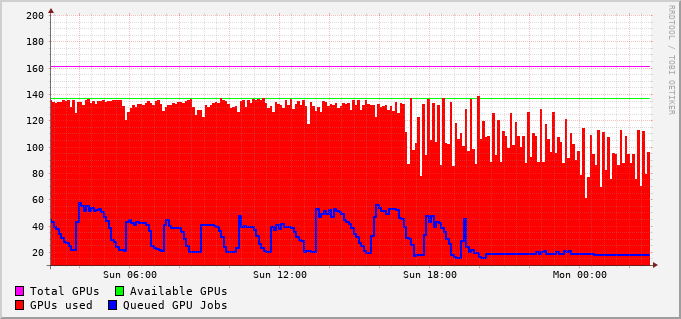 200
180
160
140
120
100
80
60
40
20
Sun 06:00 Sun 12:00 Sun 18:00 Mon 00:00
Total GPUs Available GPUs
GPUs used Queued GPU Jobs
RRDTOOL / TOBI OETIKER